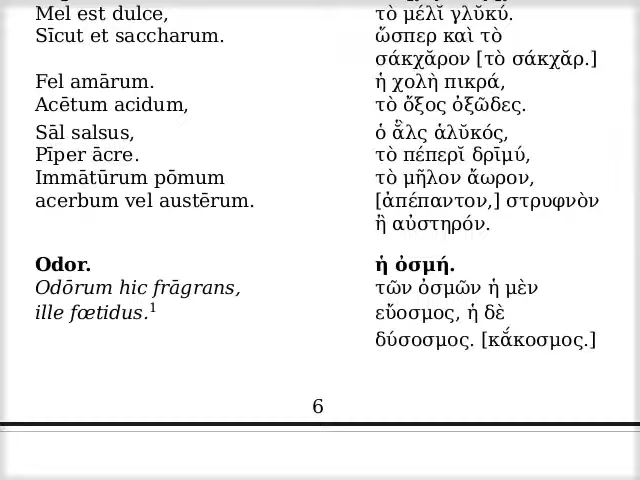 Mel est dulce,
Sīcut et saccharum.
Fel amārum.
Acētum acidum,
Sāl salsus,
Pīper ācre.
Immātūrum pōmum
acerbum vel austērum.
Odor.
Odōrum hic frāgrans,
ille fœtidus.¹
τὸ μέλῐ γλῠκύ.
ὥσπερ καὶ τὸ
σάκχᾰρον [τὸ σάκχᾰρ.]
ἡ χολὴ πικρά,
τὸ ὄξος ὀξῶδες.
ὁ ᾰ̔̃λς ἁλῠκός,
τὸ πέπερῐ δρῑμύ,
τὸ μῆλον ἄωρον,
[ἀπέπαντον,] στρυφνὸν
ἢ αὐστηρόν.
ἡ ὀσμή.
τῶν ὀσμῶν ἡ μὲν
εὔοσμος, ἡ δὲ
δύσοσμος. [κᾰ́κοσμος.]
6